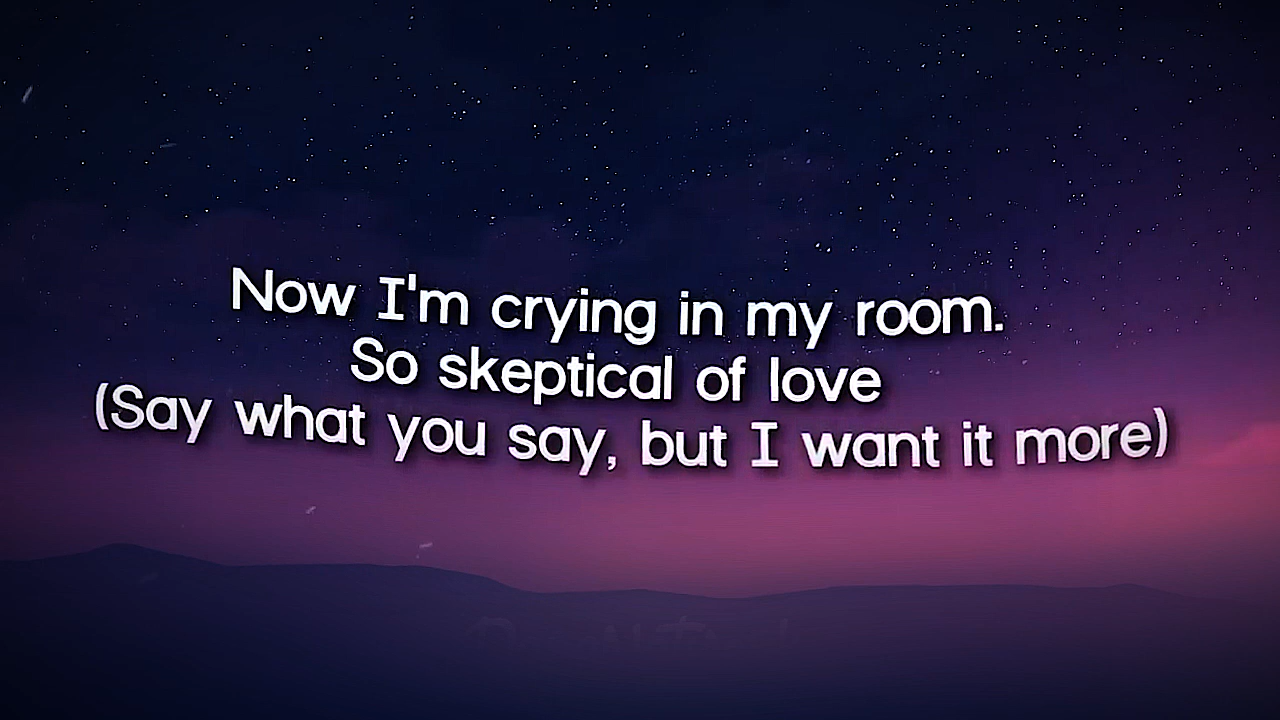 Now I'm crying in my room.
So skeptical of love
(Say what you say, but I want it more)